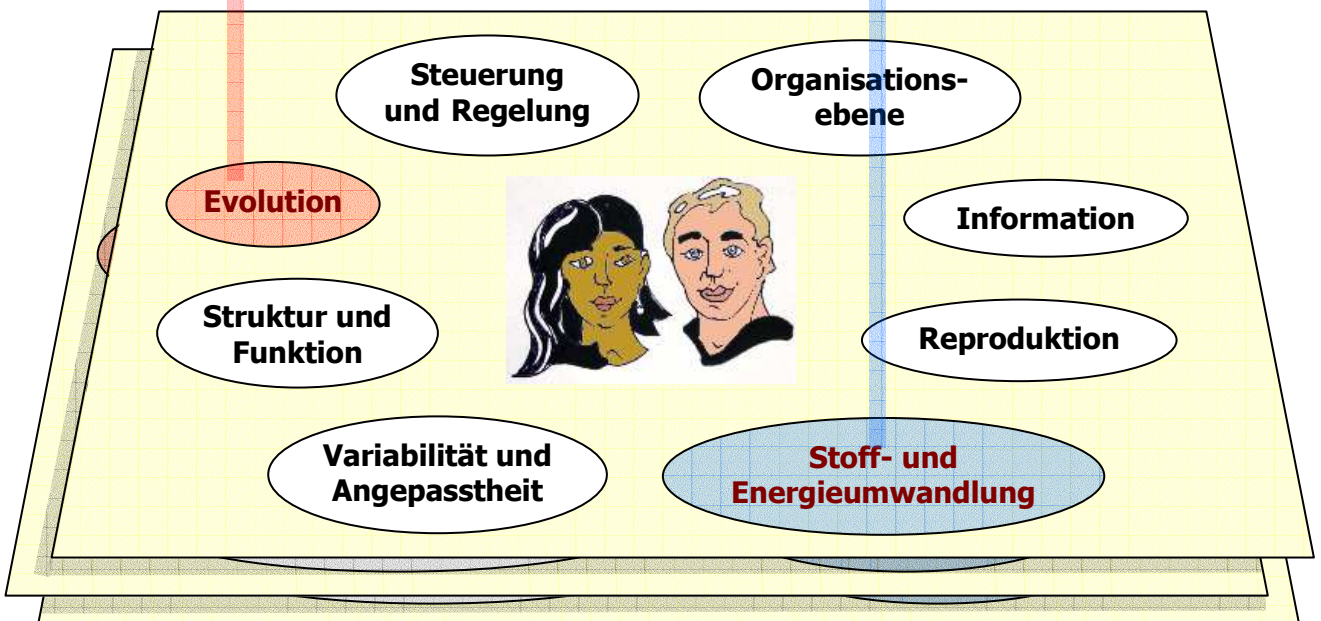 Steuerung
und Regelung
Organisations-
ebene
Evolution
Information
Struktur und
Funktion
Reproduktion
Variabilität und
Angepasstheit
Stoff- und
Energieumwandlung